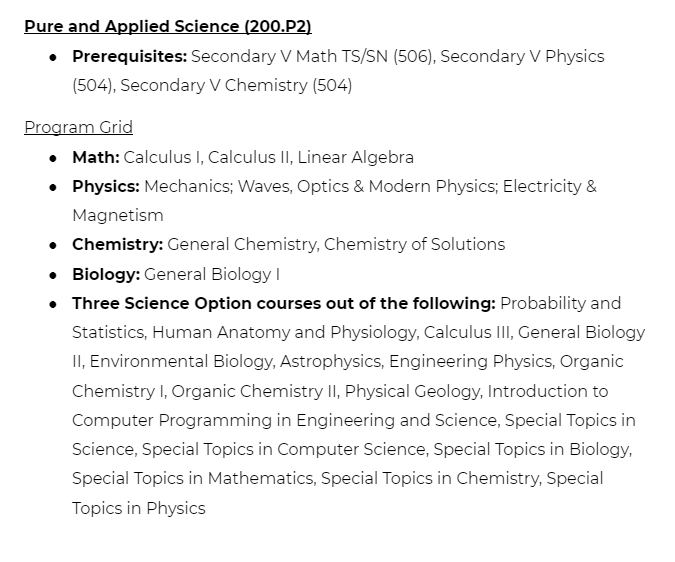 Pure and Applied Science (200.P2)
● Prerequisites: Secondary V Math TS/SN (506), Secondary V Physics
(504), Secondary V Chemistry (504)
Program Grid
● Math: Calculus I, Calculus II, Linear Algebra
● Physics: Mechanics; Waves, Optics & Modern Physics; Electricity &
Magnetism
● Chemistry: General Chemistry, Chemistry of Solutions
● Biology: General Biology I
● Three Science Option courses out of the following: Probability and
Statistics, Human Anatomy and Physiology, Calculus III, General Biology
II, Environmental Biology, Astrophysics, Engineering Physics, Organic
Chemistry I, Organic Chemistry II, Physical Geology, Introduction to
Computer Programming in Engineering and Science, Special Topics in
Science, Special Topics in Computer Science, Special Topics in Biology,
Special Topics in Mathematics, Special Topics in Chemistry, Special
Topics in Physics